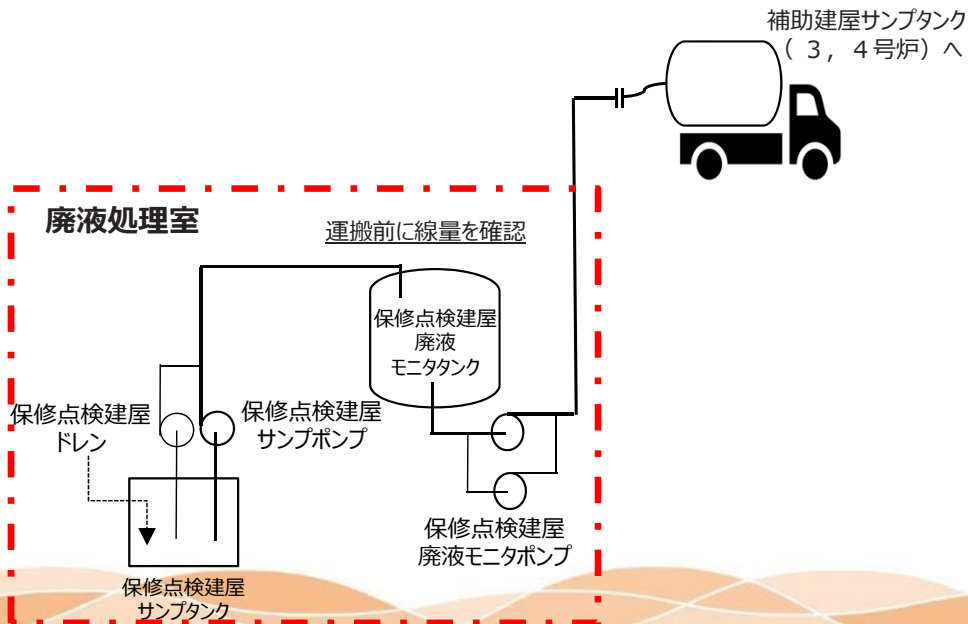 補助建屋サンプタンク
（ 3，4号炉）へ
廃液処理室
運搬前に線量を確認
保修点検建屋
廃液
モニタタンク
保修点検建屋
ドレン
保修点検建屋
サンプポンプ
保修点検建屋
廃液モニタポンプ
保修点検建屋
サンプタンク